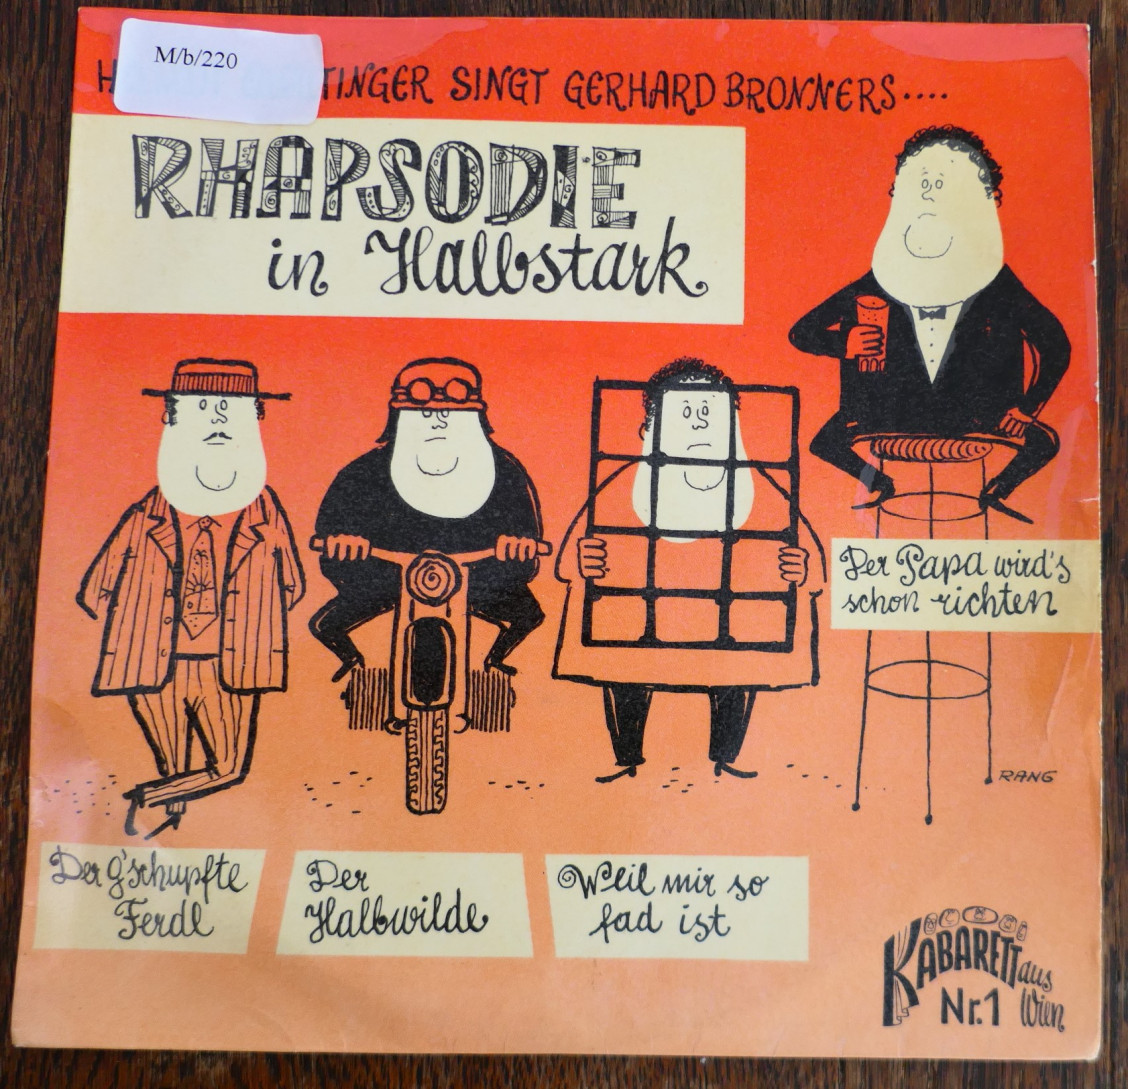 M/b/220
TINGER SINGT GERHARD BRONNERS....
RHAPSODIE
in Halbstark
Der Papa wird's
schon richten
RANG
Der g'schupfte
Ferdl
Der
Halbwilde
Weil mir so
fad ist
KABARETT aus
Nr.1 Wien